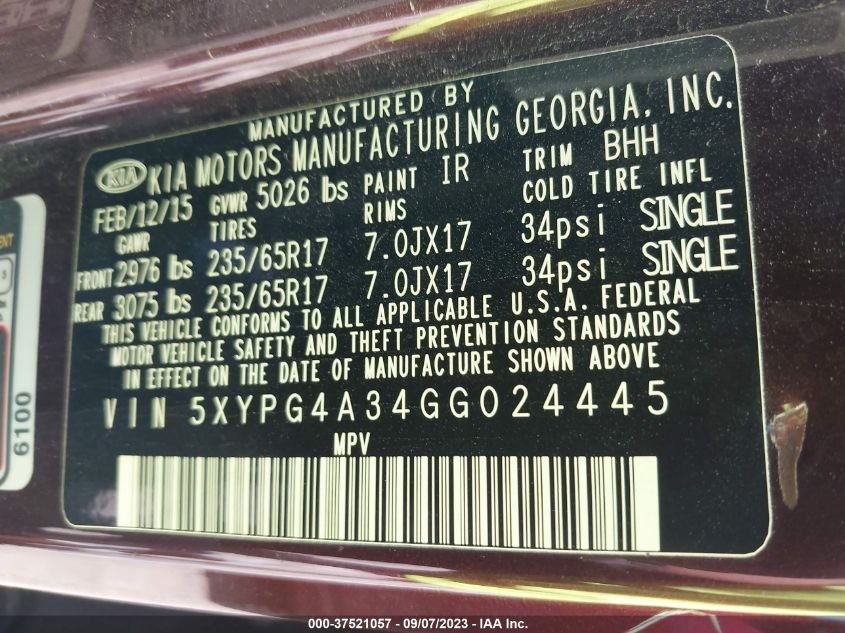 MANUFACTURED BY
KIA KIA MOTORS MANUFACTURING GEORGIA, INC.
FEB/12/15 GVWR 5026 lbs PAINT IR TRIM BHH
GAWR TIRES RIMS COLD TIRE INFL
FRONT 2976 lbs 235/65R17 7.0JX17 34psi SINGLE
REAR 3075 lbs 235/65R17 7.0JX17 34psi SINGLE
THIS VEHICLE CONFORMS TO ALL APPLICABLE U.S.A. FEDERAL
MOTOR VEHICLE SAFETY AND THEFT PREVENTION STANDARDS
IN EFFECT ON THE DATE OF MANUFACTURE SHOWN ABOVE
VIN 5XYPG4A34GG024445
MPV
6100
000-37521057 - 09/07/2023 - IAA Inc.